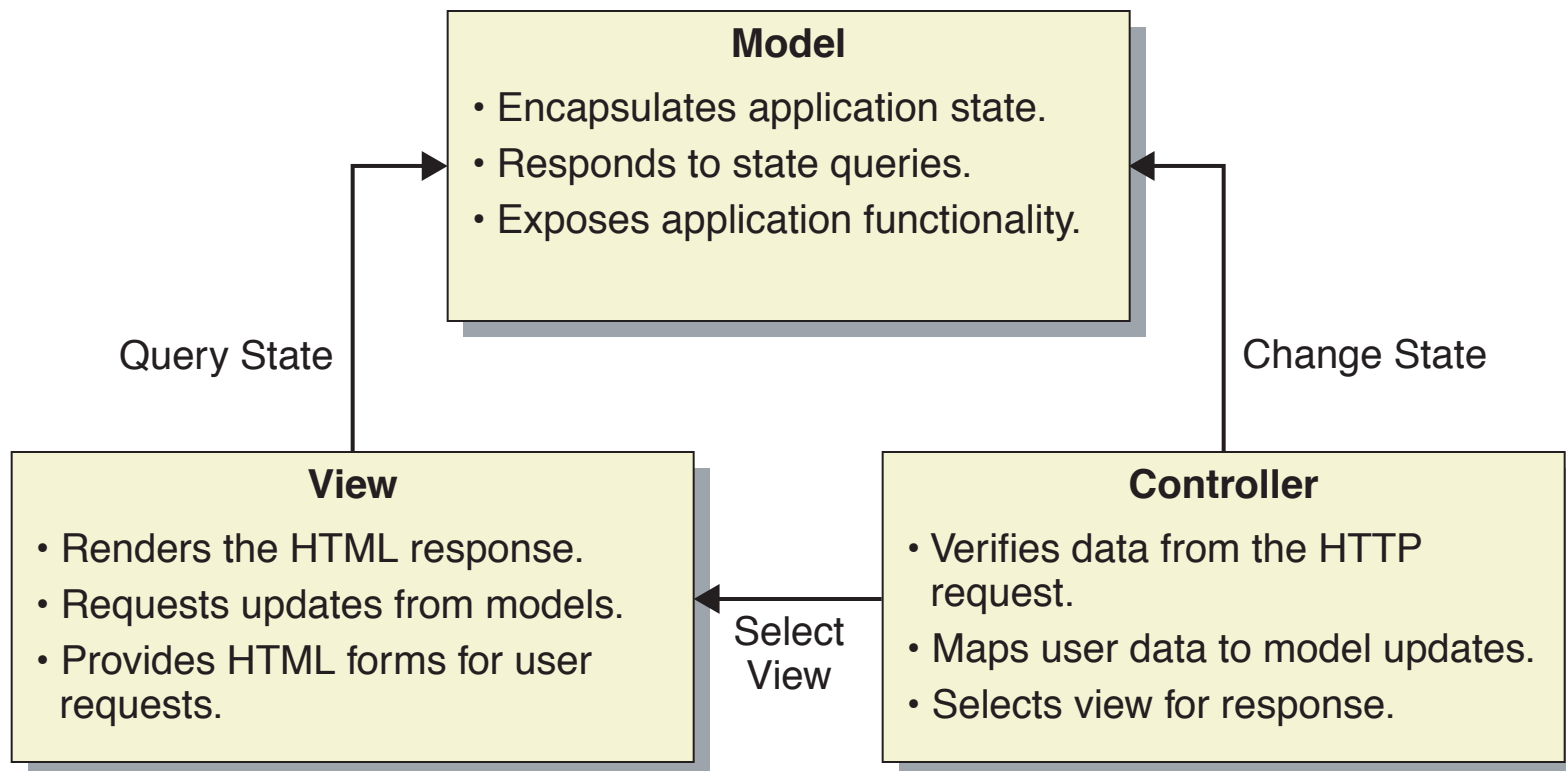 Model
• Encapsulates application state.
• Responds to state queries.
• Exposes application functionality.
Query State
Change State
View
• Renders the HTML response.
• Requests updates from models.
• Provides HTML forms for user
requests.
Select
View
Controller
• Verifies data from the HTTP
request.
• Maps user data to model updates.
• Selects view for response.